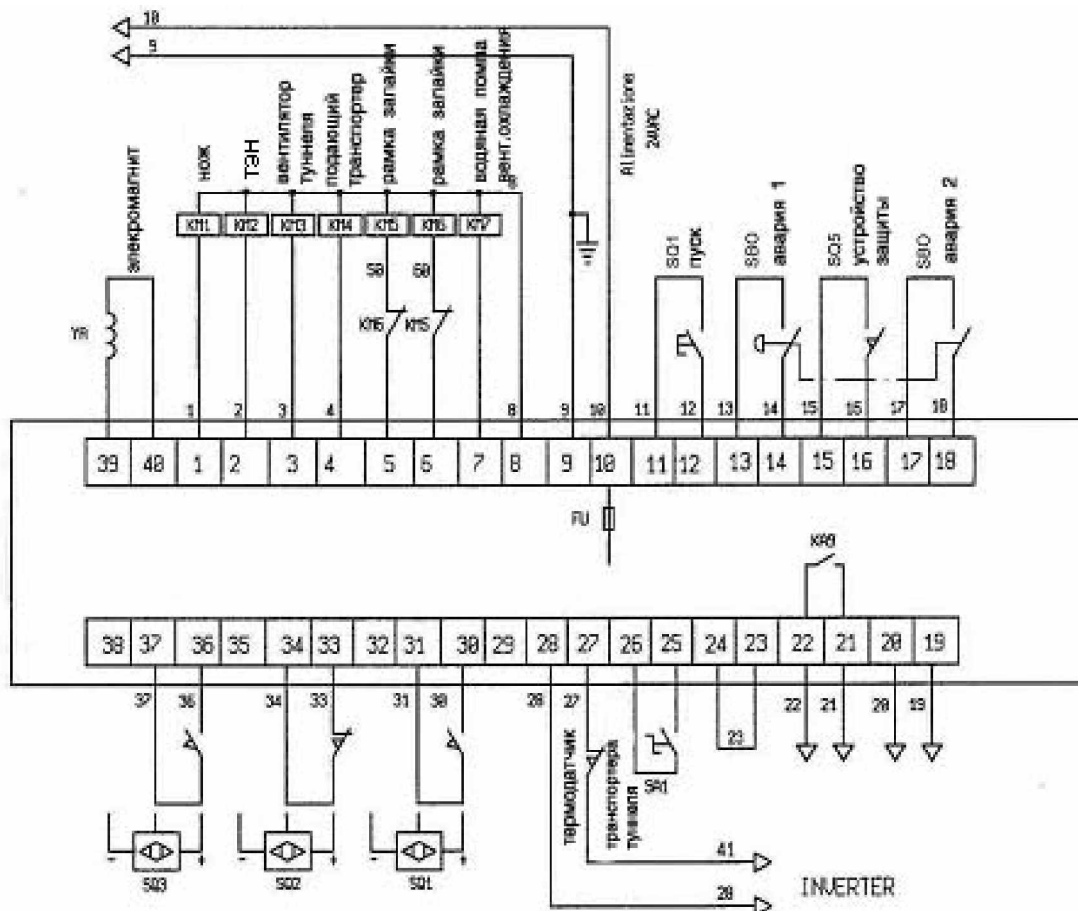 10
9
Alimentazione
24VAC
элекромагнит
нож
ТЭН
вентилятор
туннеля
подающий
транспортер
рамка запайки
рамка запайки
водяная помпа
вент.охлаждения
YR
KM1 KM2 KM3 KM4 KM5 KM6 KM7
KM6 KM5
SQ1
пуск
авария 1
SQ5
устройство
защиты
авария 2
1 2 3 4 8 9 10 11 12 13 14 15 16 17 18
39 40 1 2 3 4 5 6 7 8 9 10 11 12 13 14 15 16 17 18
FU
KA9
38 37 36 35 34 33 32 31 30 29 28 27 26 25 24 23 22 21 20 19
37 36 34 33 31 30 28 27 23 22 21 20 19
термодатчик
транспортера
туннеля
SA1
- + - + - +
SQ3 SQ2 SQ1
41
28
INVERTER